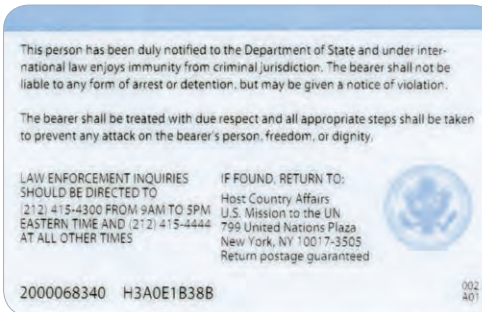 This person has been duly notified to the Department of State and under inter-
national law enjoys immunity from criminal jurisdiction. The bearer shall not be
liable to any form of arrest or detention, but may be given a notice of violation.
The bearer shall be treated with due respect and all appropriate steps shall be taken
to prevent any attack on the bearer's person, freedom, or dignity.
LAW ENFORCEMENT INQUIRIES
SHOULD BE DIRECTED TO
(212) 415-4300 FROM 9AM TO 5PM
EASTERN TIME AND (212) 415-4444
AT ALL OTHER TIMES
IF FOUND, RETURN TO:
Host Country Affairs
U.S. Mission to the UN
799 United Nations Plaza
New York, NY 10017-3505
Return postage guaranteed
2000068340 H3A0E1B38B
002
A01